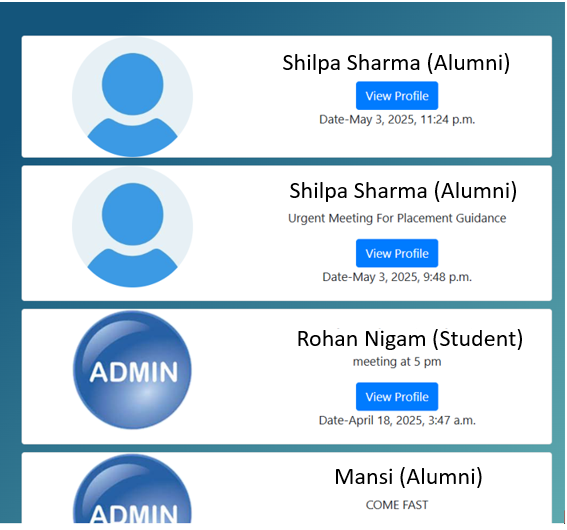 Shilpa Sharma (Alumni)
View Profile
Date-May 3, 2025, 11:24 p.m.
Shilpa Sharma (Alumni)
Urgent Meeting For Placement Guidance
View Profile
Date-May 3, 2025, 9:48 p.m.
ADMIN
Rohan Nigam (Student)
meeting at 5 pm
View Profile
Date-April 18, 2025, 3:47 a.m.
ADMIN
Mansi (Alumni)
COME FAST